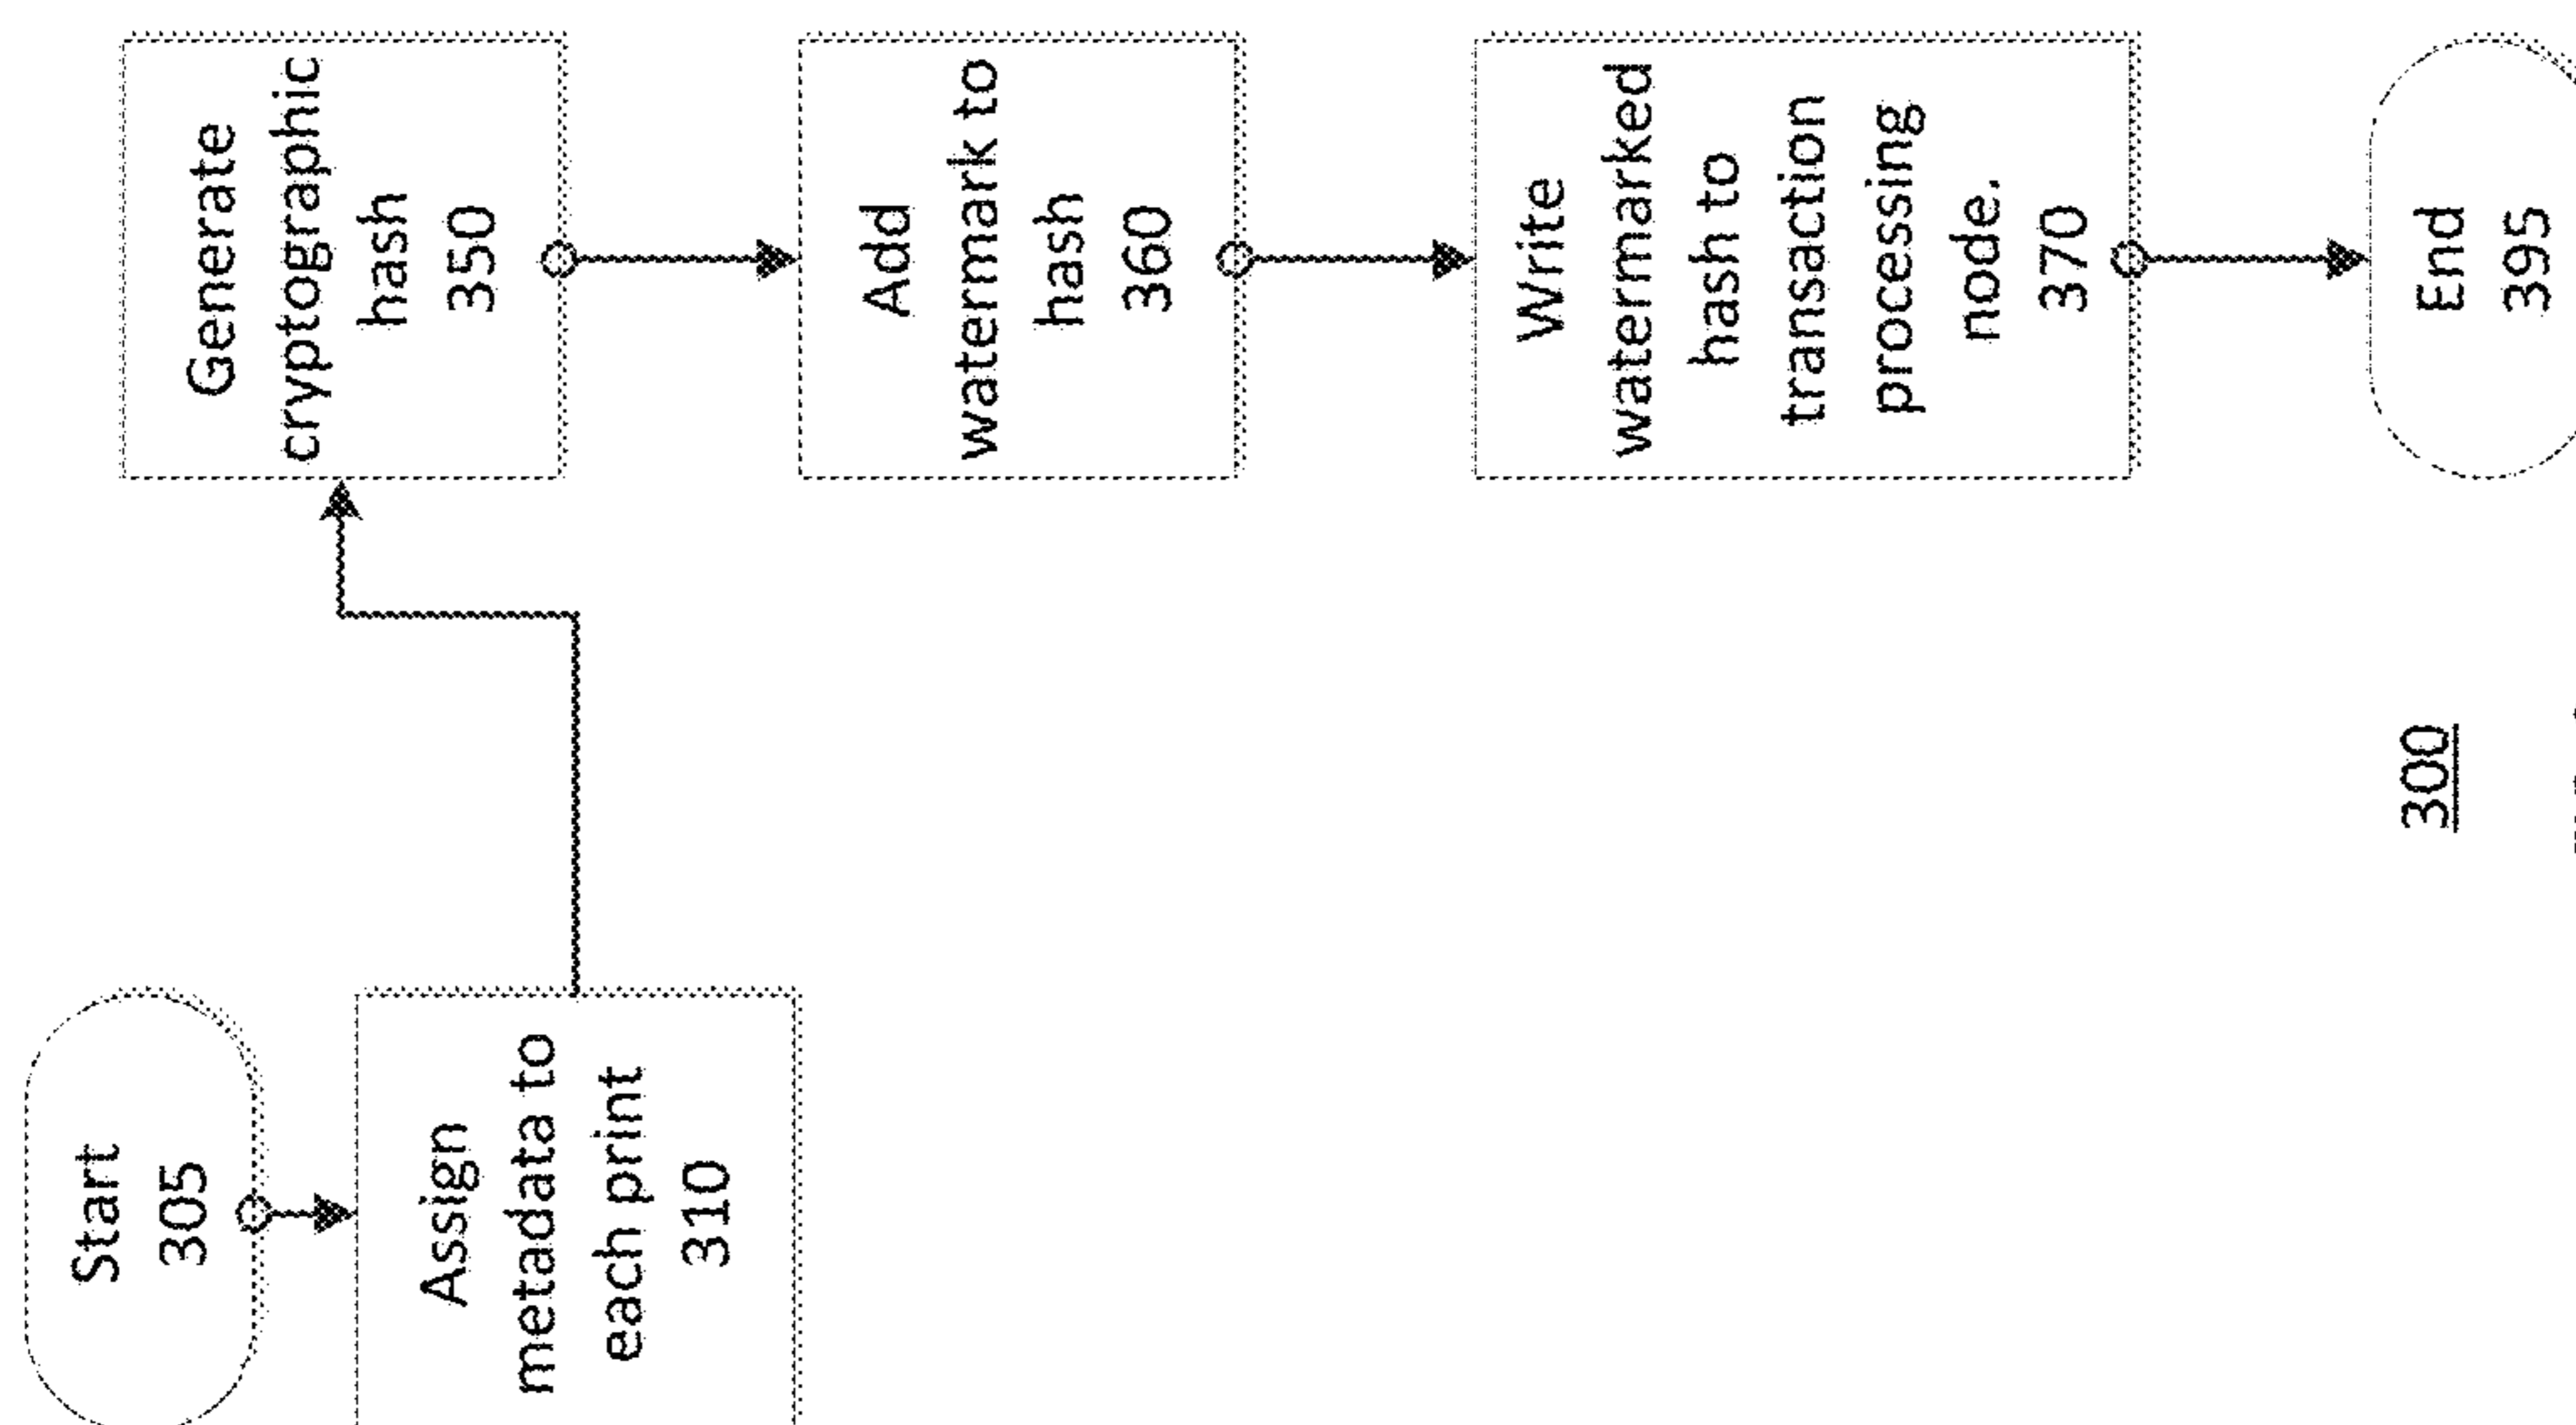 Start
305
Assign
metadata to
each print
310
Generate
cryptographic
hash
350
Add
watermark to
hash
360
Write
watermarked
hash to
transaction
processing
node.
370
End
395
300